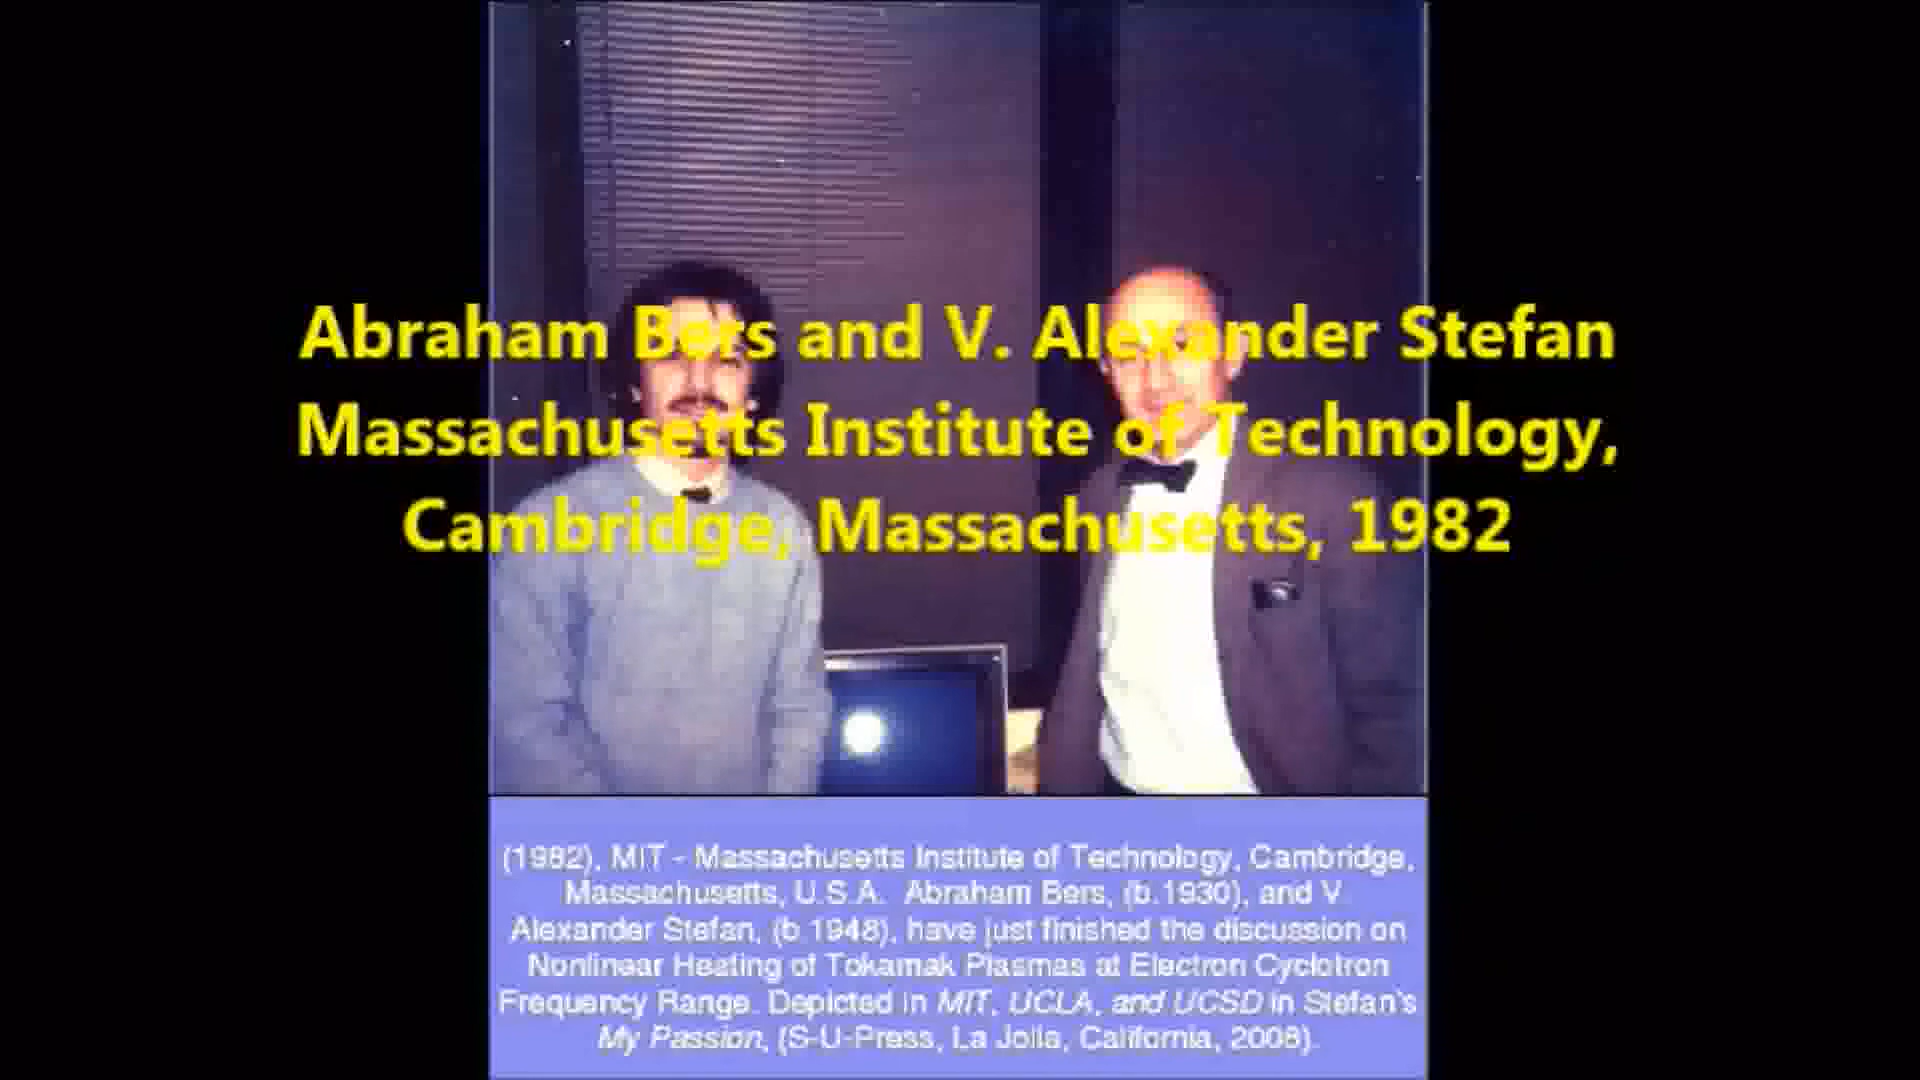 Abraham Bers and V. Alexander Stefan
Massachusetts Institute of Technology,
Cambridge, Massachusetts, 1982
(1982), MIT - Massachusetts Institute of Technology, Cambridge,
Massachusetts, U.S.A. Abraham Bers, (b.1930), and V.
Alexander Stefan, (b.1948), have just finished the discussion on
Nonlinear Heating of Tokamak Plasmas at Electron Cyclotron
Frequency Range. Depicted in MIT, UCLA, and UCSD in Stefan's
My Passion, (S-U-Press, La Jolla, California, 2008).